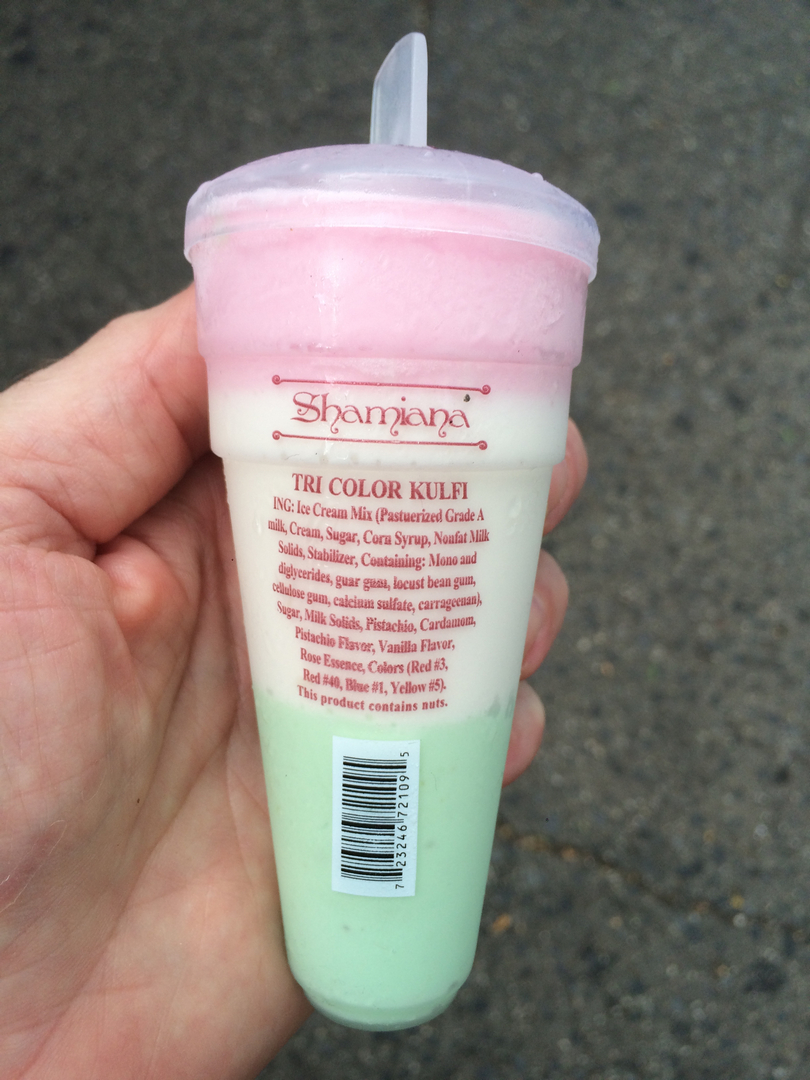 Shamiana
TRI COLOR KULFI
ING: Ice Cream Mix (Pastuerized Grade A
milk, Cream, Sugar, Corn Syrup, Nonfat Milk
Solids, Stabilizer, Containing: Mono and
diglycerides, guar gum, locust bean gum,
cellulose gum, calcium sulfate, carrageenan),
Sugar, Milk Solids, Pistachio, Cardamom,
Pistachio Flavor, Vanilla Flavor,
Rose Essence, Colors (Red #3,
Red #40, Blue #1, Yellow #5).
This product contains nuts.
7 23246 72109 5